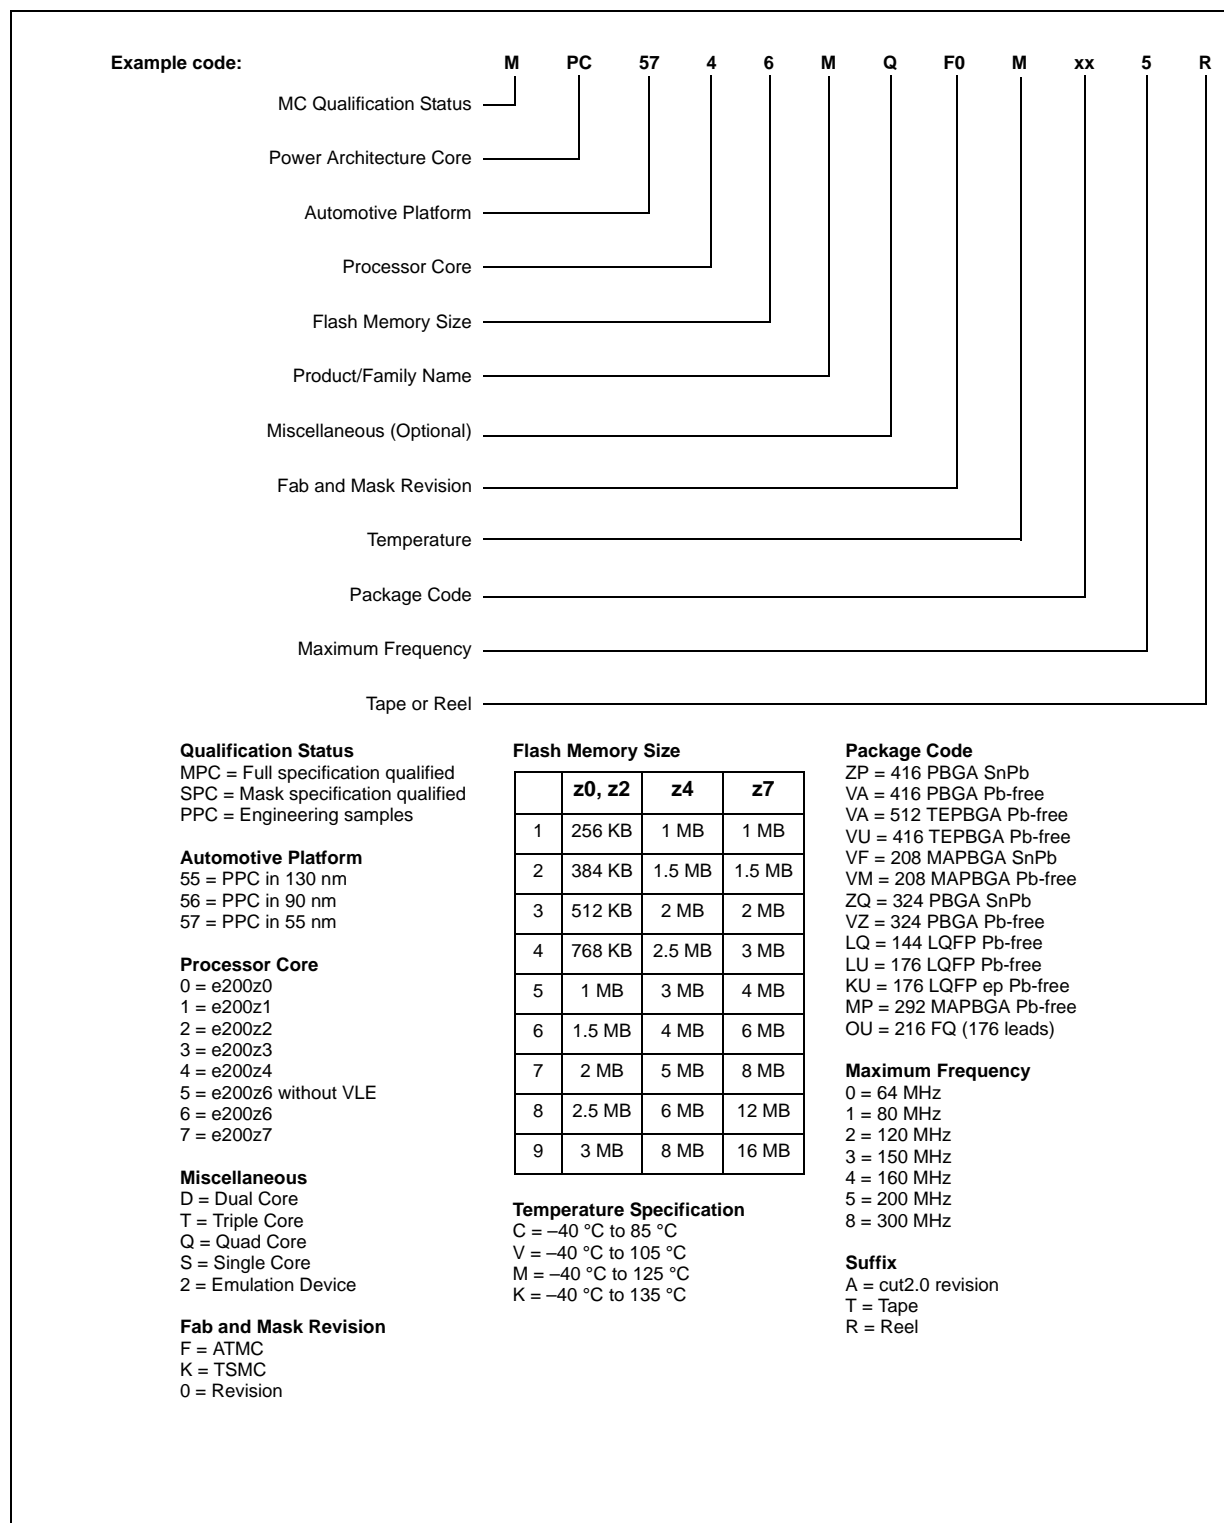 Example code: M PC 57 4 6 M Q F0 M xx 5 R
MC Qualification Status
Power Architecture Core
Automotive Platform
Processor Core
Flash Memory Size
Product/Family Name
Miscellaneous (Optional)
Fab and Mask Revision
Temperature
Package Code
Maximum Frequency
Tape or Reel
Qualification Status
MPC = Full specification qualified
SPC = Mask specification qualified
PPC = Engineering samples
Automotive Platform
55 = PPC in 130 nm
56 = PPC in 90 nm
57 = PPC in 55 nm
Processor Core
0 = e200z0
1 = e200z1
2 = e200z2
3 = e200z3
4 = e200z4
5 = e200z6 without VLE
6 = e200z6
7 = e200z7
Miscellaneous
D = Dual Core
T = Triple Core
Q = Quad Core
S = Single Core
2 = Emulation Device
Fab and Mask Revision
F = ATMC
K = TSMC
0 = Revision
Flash Memory Size
z0, z2 z4 z7
1 256 KB 1 MB 1 MB
2 384 KB 1.5 MB 1.5 MB
3 512 KB 2 MB 2 MB
4 768 KB 2.5 MB 3 MB
5 1 MB 3 MB 4 MB
6 1.5 MB 4 MB 6 MB
7 2 MB 5 MB 8 MB
8 2.5 MB 6 MB 12 MB
9 3 MB 8 MB 16 MB
Temperature Specification
C = –40 °C to 85 °C
V = –40 °C to 105 °C
M = –40 °C to 125 °C
K = –40 °C to 135 °C
Package Code
ZP = 416 PBGA SnPb
VA = 416 PBGA Pb-free
VA = 512 TEPBGA Pb-free
VU = 416 TEPBGA Pb-free
VF = 208 MAPBGA SnPb
VM = 208 MAPBGA Pb-free
ZQ = 324 PBGA SnPb
VZ = 324 PBGA Pb-free
LQ = 144 LQFP Pb-free
LU = 176 LQFP Pb-free
KU = 176 LQFP ep Pb-free
MP = 292 MAPBGA Pb-free
OU = 216 FQ (176 leads)
Maximum Frequency
0 = 64 MHz
1 = 80 MHz
2 = 120 MHz
3 = 150 MHz
4 = 160 MHz
5 = 200 MHz
8 = 300 MHz
Suffix
A = cut2.0 revision
T = Tape
R = Reel